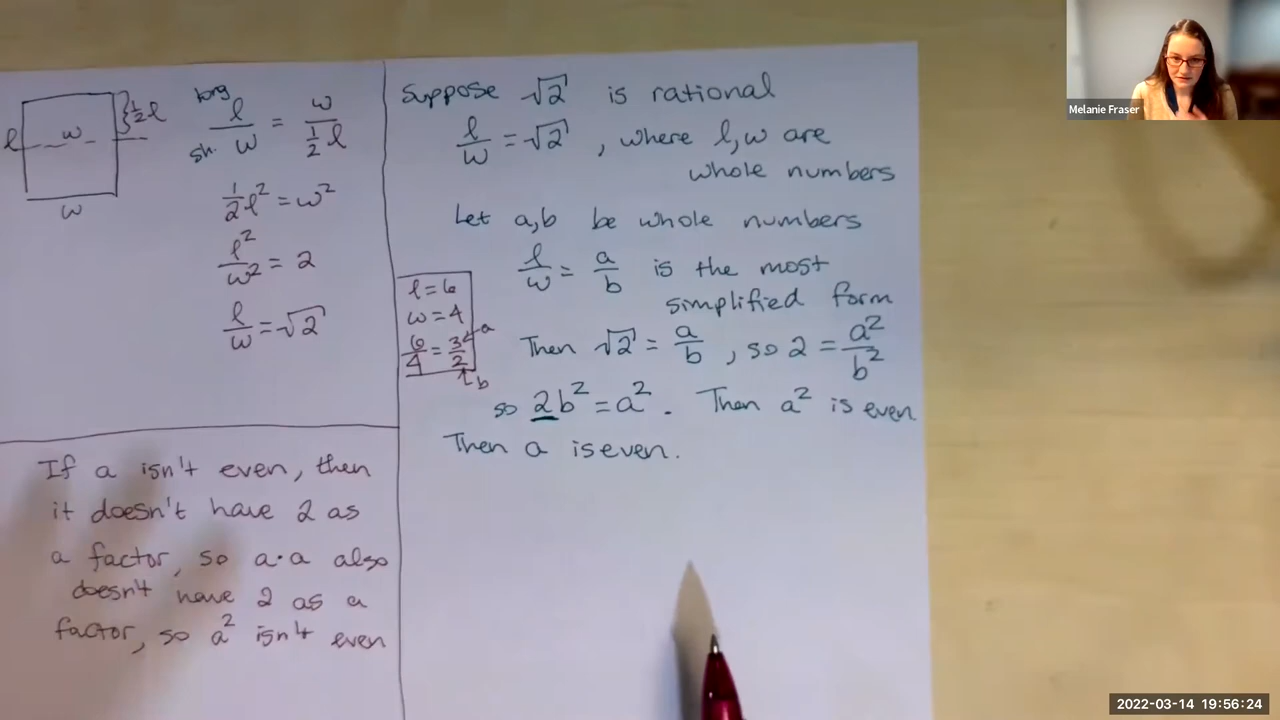 l
w
}½l
w
long
sh.
l/w = w/½l
½l² = w²
l²/w² = 2
l/w = √2
Suppose √2 is rational
l/w = √2, where l,w are
whole numbers
Let a,b be whole numbers
l/w = a/b is the most
simplified form
l=6
w=4
6/4 = 3/2
a
b
Then √2 = a/b, so 2 = a²/b²
so 2b² = a². Then a² is even
Then a is even.
If a isn't even, then
it doesn't have 2 as
a factor, so a·a also
doesn't have 2 as a
factor, so a² isn't even
Melanie Fraser
2022-03-14 19:56:24